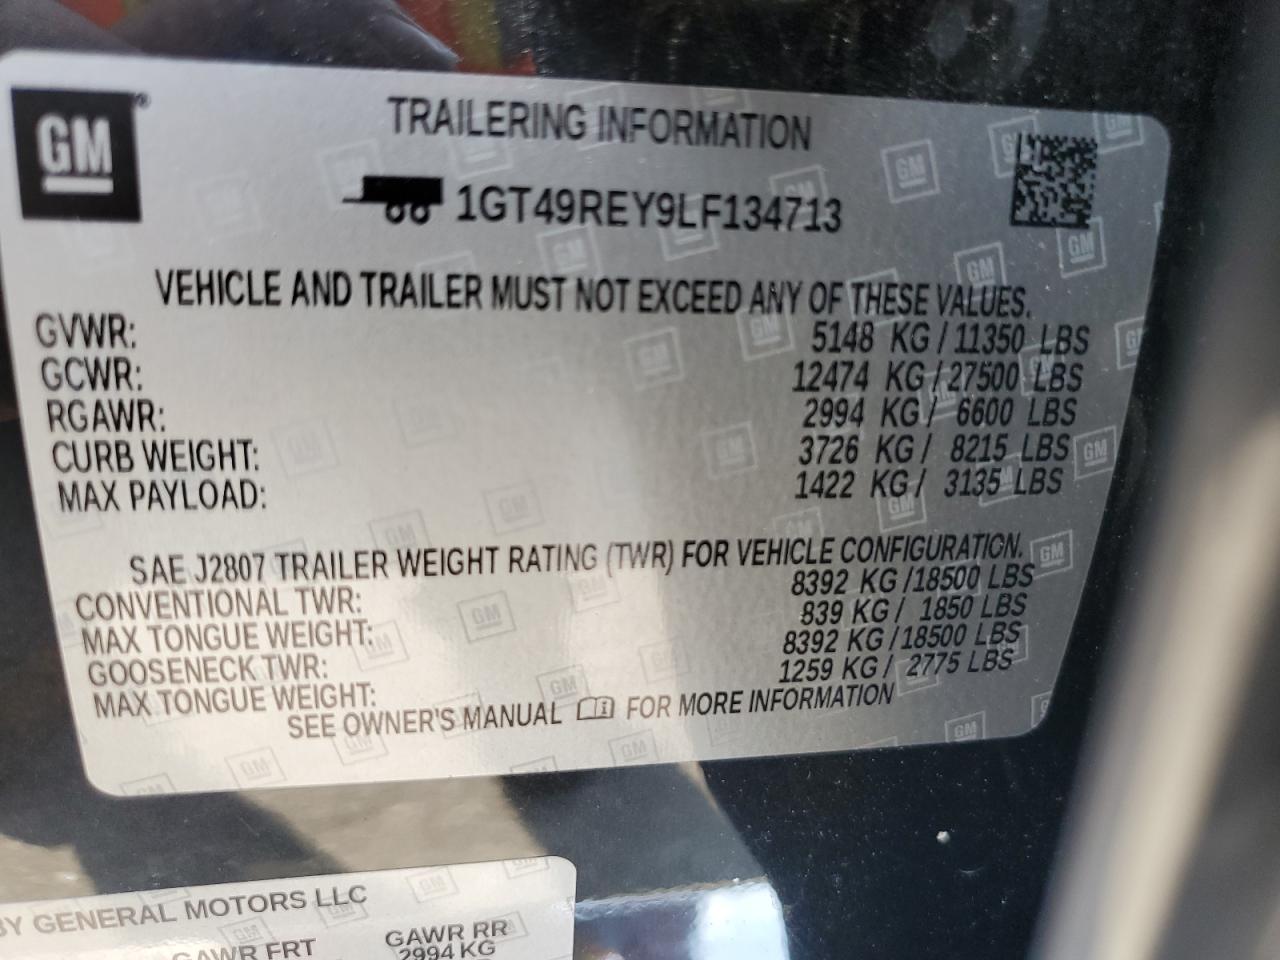 GM®
TRAILERING INFORMATION
1GT49REY9LF134713
VEHICLE AND TRAILER MUST NOT EXCEED ANY OF THESE VALUES.
GVWR: 5148 KG / 11350 LBS
GCWR: 12474 KG / 27500 LBS
RGAWR: 2994 KG / 6600 LBS
CURB WEIGHT: 3726 KG / 8215 LBS
MAX PAYLOAD: 1422 KG / 3135 LBS
SAE J2807 TRAILER WEIGHT RATING (TWR) FOR VEHICLE CONFIGURATION.
CONVENTIONAL TWR: 8392 KG /18500 LBS
MAX TONGUE WEIGHT: 839 KG / 1850 LBS
GOOSENECK TWR: 8392 KG /18500 LBS
MAX TONGUE WEIGHT: 1259 KG / 2775 LBS
SEE OWNER'S MANUAL FOR MORE INFORMATION
BY GENERAL MOTORS LLC
GAWR FRT GAWR RR
2994 KG